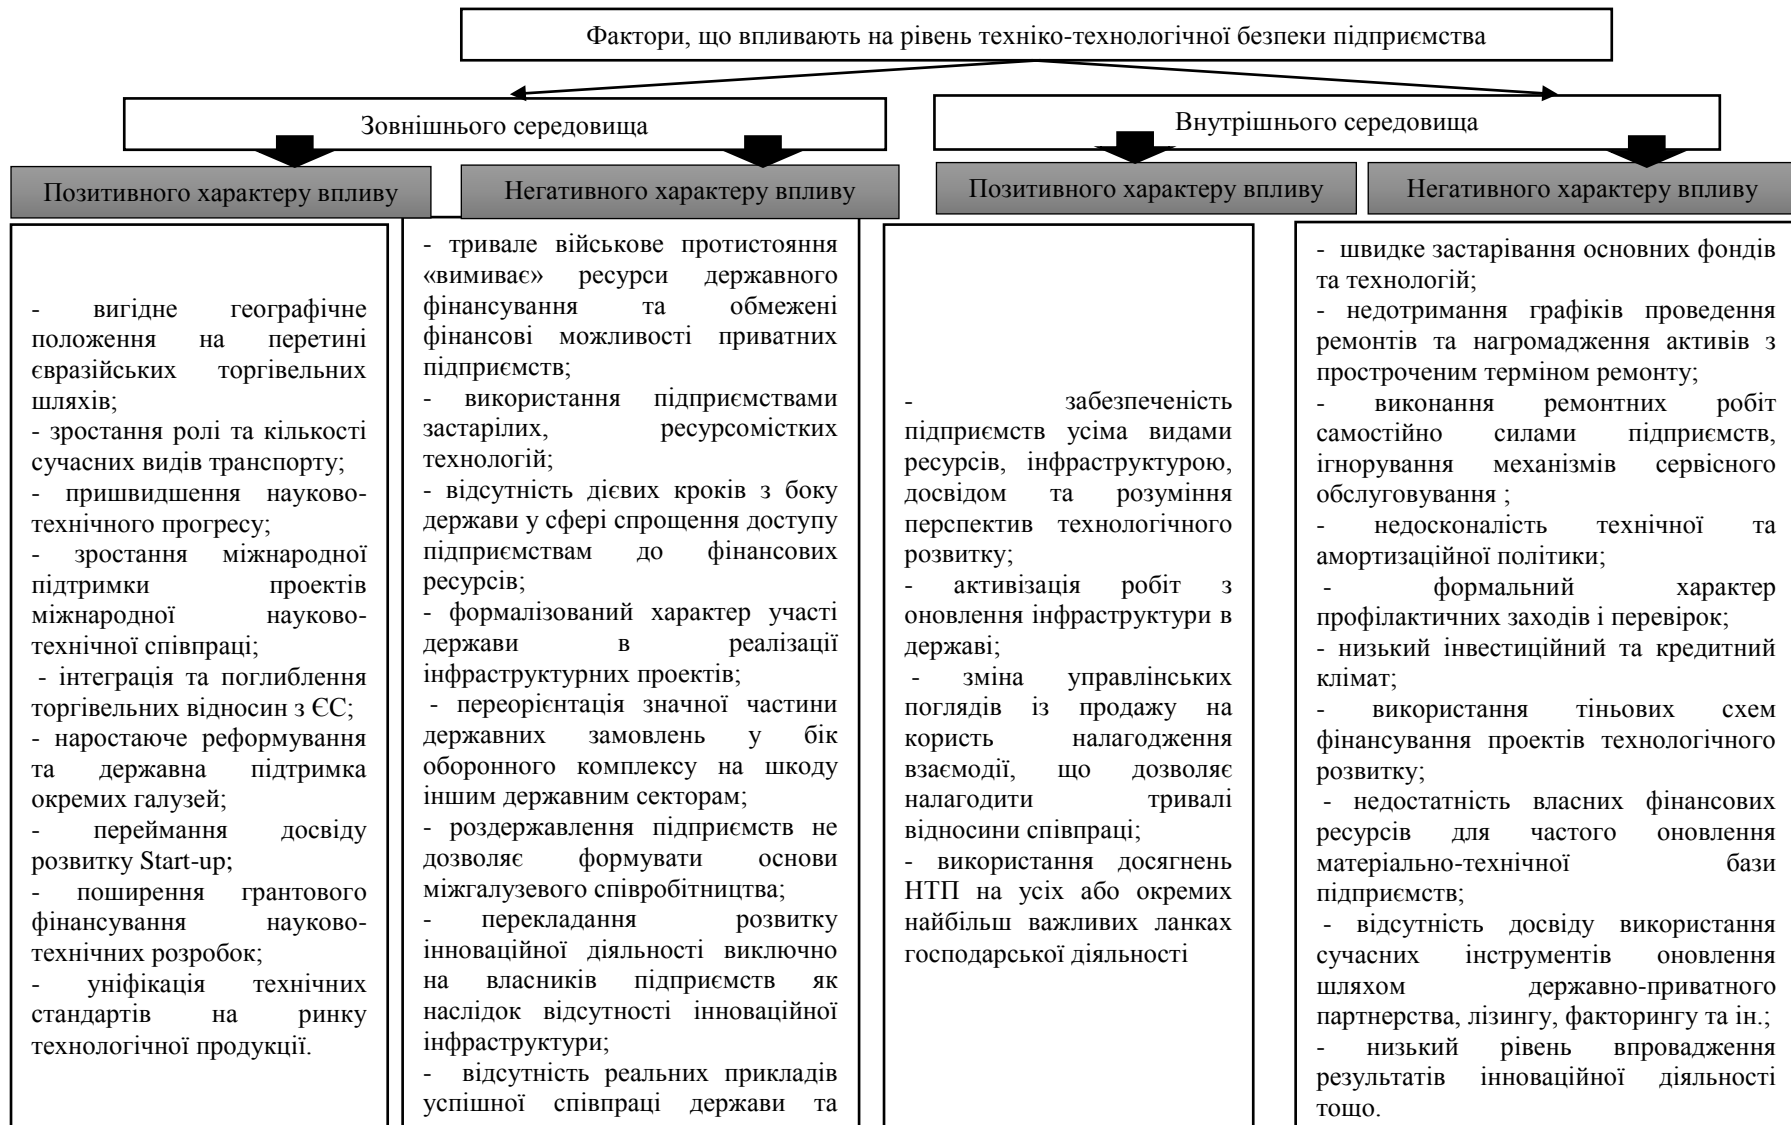 Фактори, що впливають на рівень техніко-технологічної безпеки підприємства
Зовнішнього середовища
Внутрішнього середовища
Позитивного характеру впливу
Негативного характеру впливу
Позитивного характеру впливу
Негативного характеру впливу
- вигідне географічне
положення на перетині
євразійських торгівельних
шляхів;
- зростання ролі та кількості
сучасних видів транспорту;
- пришвидшення науково-
технічного прогресу;
- зростання міжнародної
підтримки проектів
міжнародної науково-
технічної співпраці;
- інтеграція та поглиблення
торгівельних відносин з ЄС;
- наростаюче реформування
та державна підтримка
окремих галузей;
- переймання досвіду
розвитку Start-up;
- поширення грантового
фінансування науково-
технічних розробок;
- уніфікація технічних
стандартів на ринку
технологічної продукції.
- тривале військове протистояння
«вимиває» ресурси державного
фінансування та обмежені
фінансові можливості приватних
підприємств;
- використання підприємствами
застарілих, ресурсомістких
технологій;
- відсутність дієвих кроків з боку
держави у сфері спрощення доступу
підприємствам до фінансових
ресурсів;
- формалізований характер участі
держави в реалізації
інфраструктурних проектів;
- переорієнтація значної частини
державних замовлень у бік
оборонного комплексу на шкоду
іншим державним секторам;
- роздержавлення підприємств не
дозволяє формувати основи
міжгалузевого співробітництва;
- перекладання розвитку
інноваційної діяльності виключно
на власників підприємств як
наслідок відсутності інноваційної
інфраструктури;
- відсутність реальних прикладів
успішної співпраці держави та
- забезпеченість
підприємств усіма видами
ресурсів, інфраструктурою,
досвідом та розуміння
перспектив технологічного
розвитку;
- активізація робіт з
оновлення інфраструктури в
державі;
- зміна управлінських
поглядів із продажу на
користь налагодження
взаємодії, що дозволяє
налагодити тривалі
відносини співпраці;
- використання досягнень
НТП на усіх або окремих
найбільш важливих ланках
господарської діяльності
- швидке застарівання основних фондів
та технологій;
- недотримання графіків проведення
ремонтів та нагромадження активів з
простроченим терміном ремонту;
- виконання ремонтних робіт
самостійно силами підприємств,
ігнорування механізмів сервісного
обслуговування ;
- недосконалість технічної та
амортизаційної політики;
- формальний характер
профілактичних заходів і перевірок;
- низький інвестиційний та кредитний
клімат;
- використання тіньових схем
фінансування проектів технологічного
розвитку;
- недостатність власних фінансових
ресурсів для частого оновлення
матеріально-технічної бази
підприємств;
- відсутність досвіду використання
сучасних інструментів оновлення
шляхом державно-приватного
партнерства, лізингу, факторингу та ін.;
- низький рівень впровадження
результатів інноваційної діяльності
тощо.